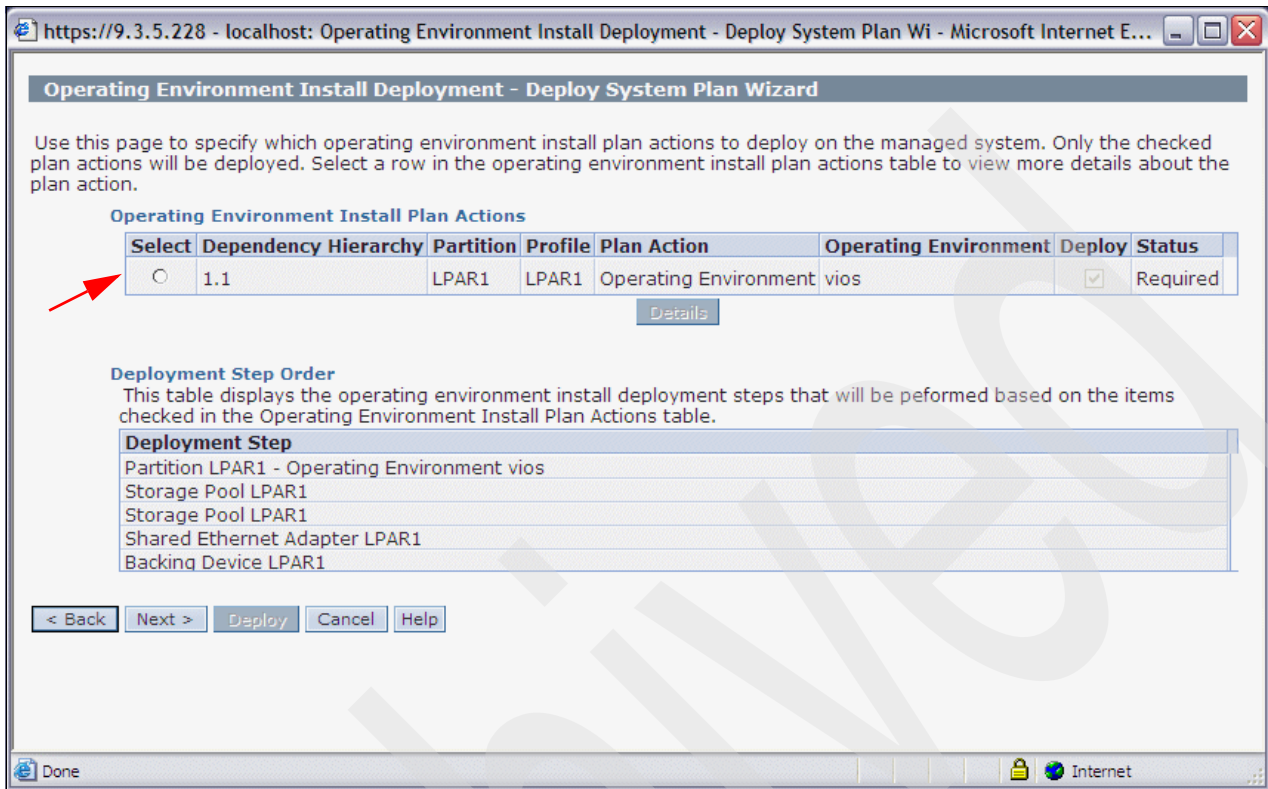 https://9.3.5.228 - localhost: Operating Environment Install Deployment - Deploy System Plan Wi - Microsoft Internet E...
Operating Environment Install Deployment - Deploy System Plan Wizard
Use this page to specify which operating environment install plan actions to deploy on the managed system. Only the checked
plan actions will be deployed. Select a row in the operating environment install plan actions table to view more details about the
plan action.
Operating Environment Install Plan Actions
Select Dependency Hierarchy Partition Profile Plan Action Operating Environment Deploy Status
1.1 LPAR1 LPAR1 Operating Environment vios Required
Details
Deployment Step Order
This table displays the operating environment install deployment steps that will be peformed based on the items
checked in the Operating Environment Install Plan Actions table.
Deployment Step
Partition LPAR1 - Operating Environment vios
Storage Pool LPAR1
Storage Pool LPAR1
Shared Ethernet Adapter LPAR1
Backing Device LPAR1
< Back Next > Deploy Cancel Help
Done Internet